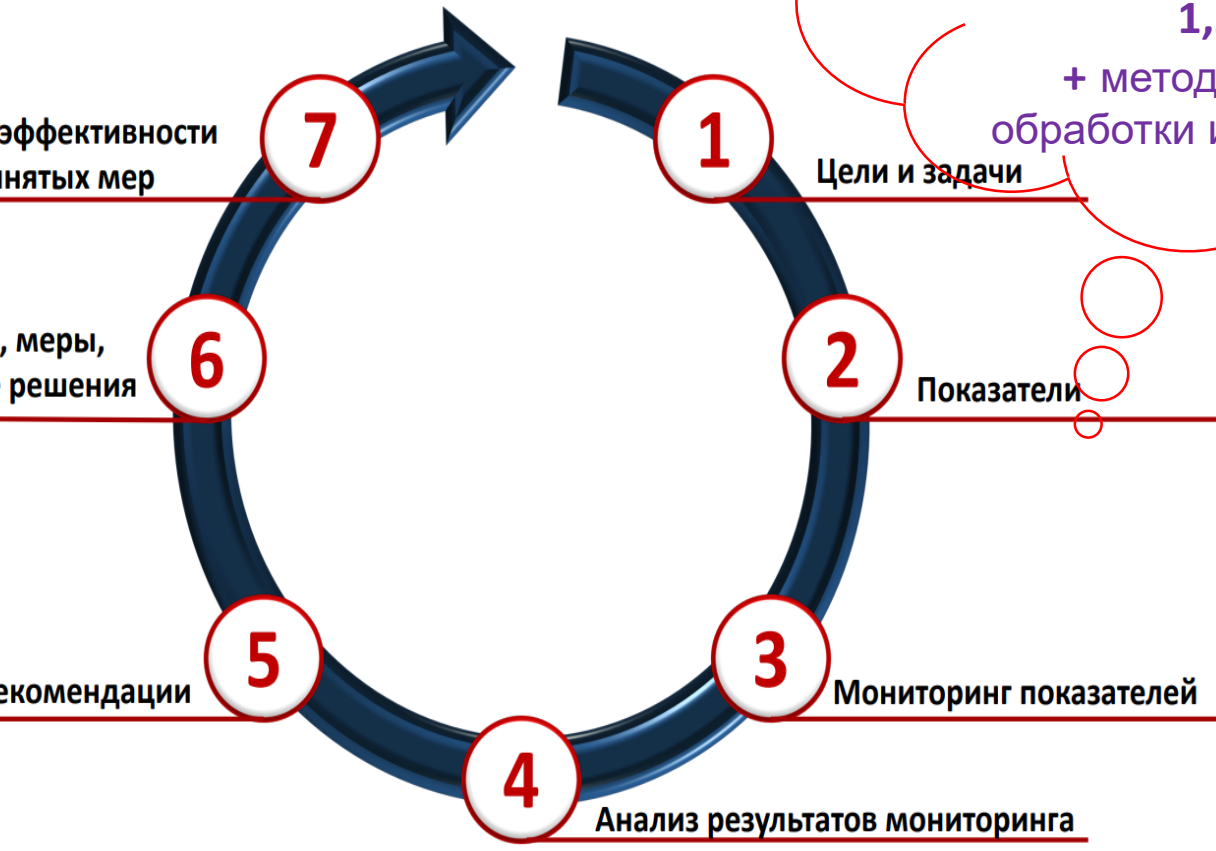 1,
+ метод
обработки и
1
Цели и задачи
2
Показатели
3
Мониторинг показателей
4
Анализ результатов мониторинга
5
екомендации
6
, меры,
решения
7
эффективности
нятых мер